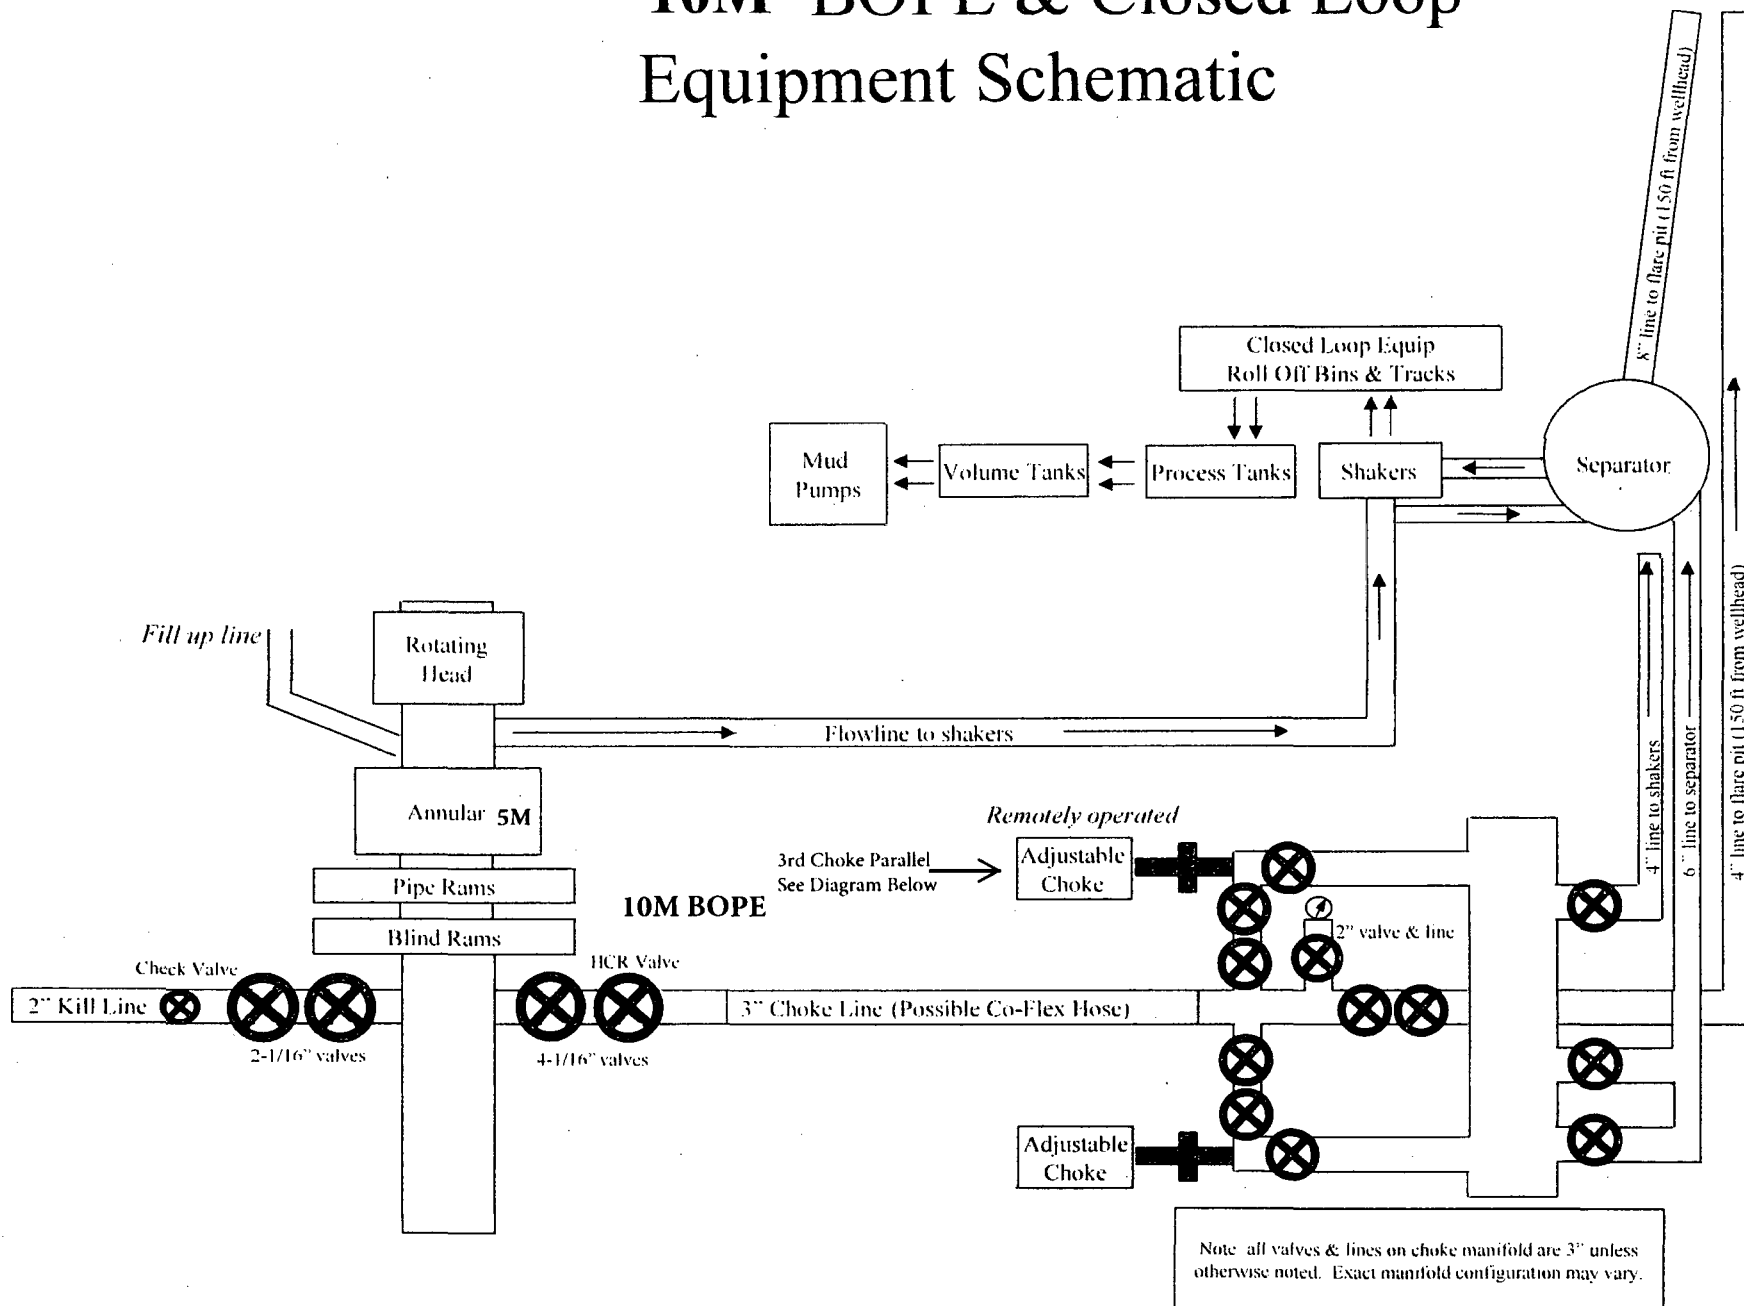 10M BOPE & Closed Loop
Equipment Schematic
8" line to flare pit (150 ft from wellhead)
Closed Loop Equip
Roll Off Bins & Tracks
Mud
Pumps
Volume Tanks
Process Tanks
Shakers
Separator
Fill up line
Rotating
Head
Flowline to shakers
Annular 5M
Pipe Rams
Blind Rams
10M BOPE
Remotely operated
3rd Choke Parallel
See Diagram Below
Adjustable
Choke
2" valve & line
4" line to shakers
6" line to separator
4" line to flare pit (150 ft from wellhead)
Check Valve
HCR Valve
2" Kill Line
3" Choke Line (Possible Co-Flex Hose)
2-1/16" valves
4-1/16" valves
Adjustable
Choke
Note all valves & lines on choke manifold are 3" unless
otherwise noted. Exact manifold configuration may vary.